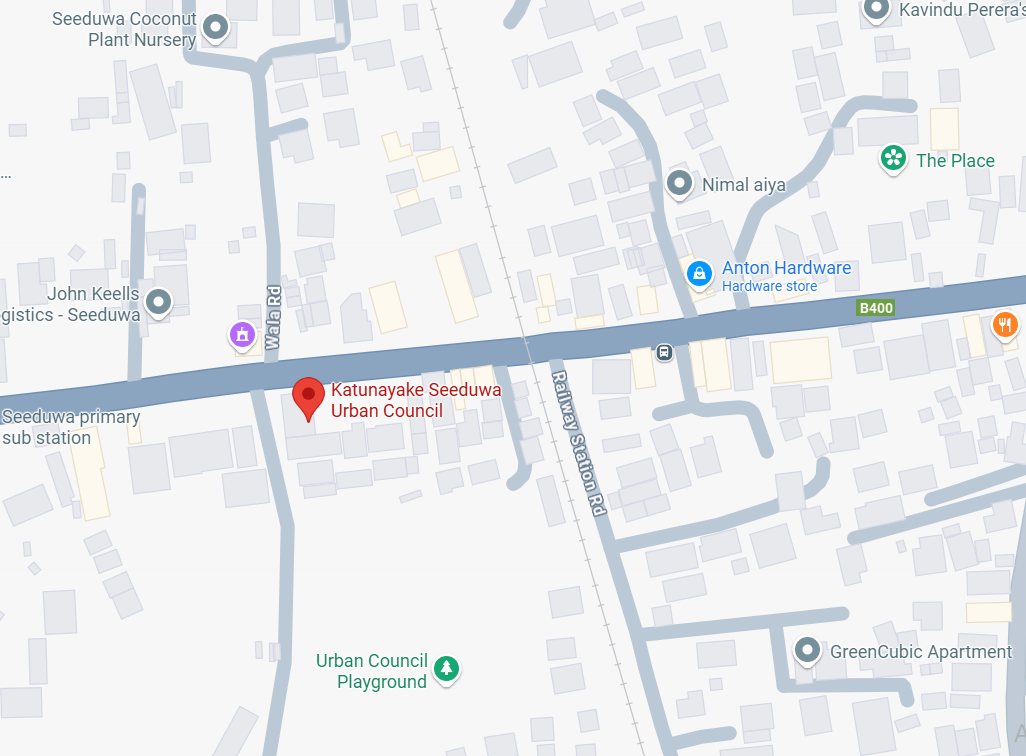 Seeduwa Coconut
Plant Nursery
Kavindu Perera's
...
The Place
Nimal aiya
John Keells
gistics - Seeduwa
Wala Rd
Anton Hardware
Hardware store
B400
Katunayake Seeduwa
Urban Council
Seeduwa primary
sub station
Railway Station Rd
Urban Council
Playground
GreenCubic Apartment
A